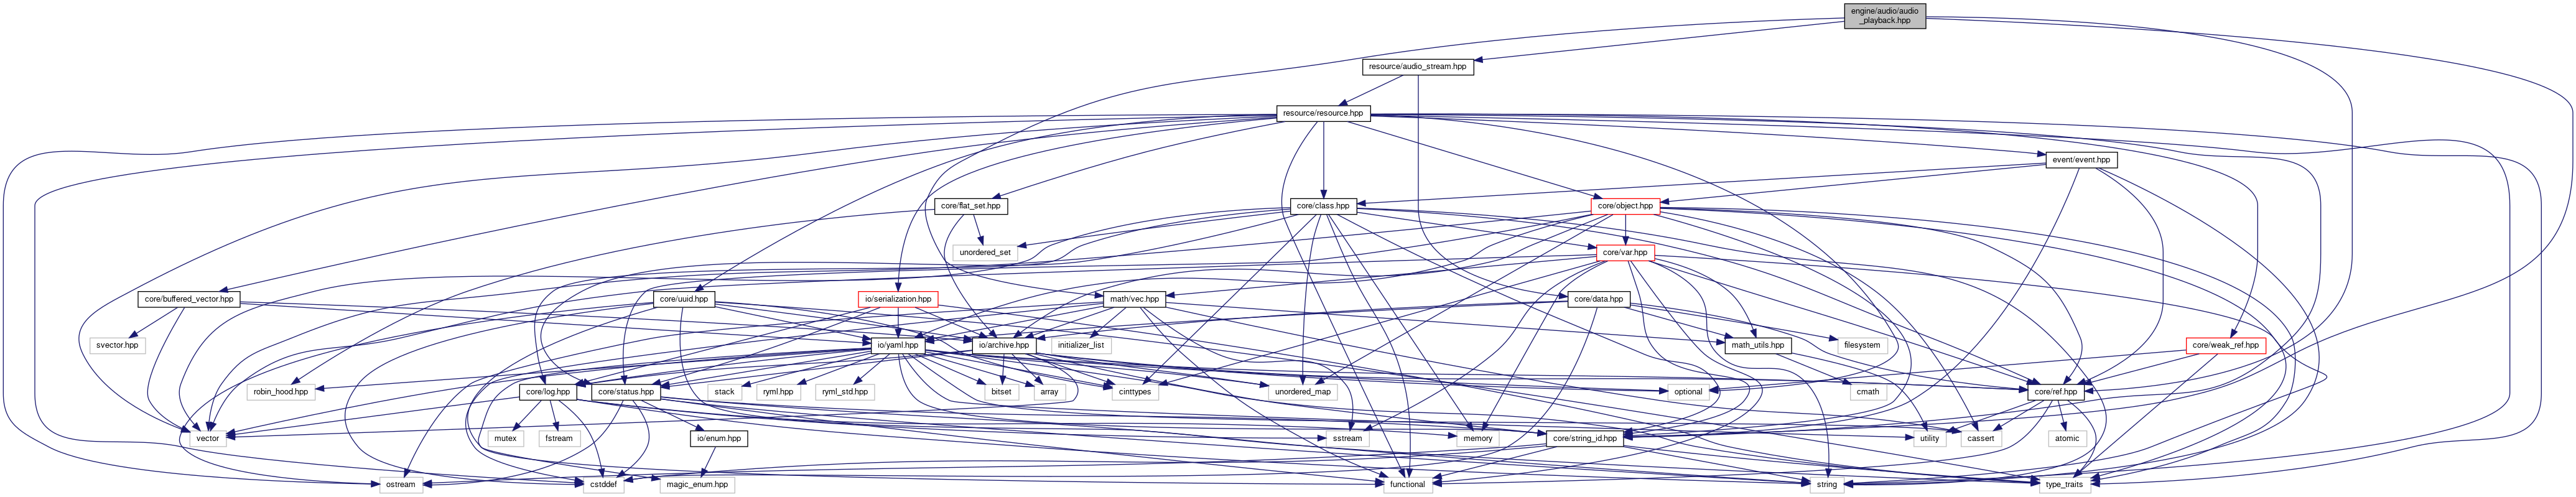 engine/audio/audio
_playback.hpp
resource/audio_stream.hpp
resource/resource.hpp
event/event.hpp
core/flat_set.hpp
core/class.hpp
core/object.hpp
unordered_set
core/var.hpp
core/buffered_vector.hpp
core/uuid.hpp
io/serialization.hpp
math/vec.hpp
core/data.hpp
svector.hpp
io/yaml.hpp
io/archive.hpp
initializer_list
math_utils.hpp
filesystem
core/weak_ref.hpp
robin_hood.hpp
core/log.hpp
core/status.hpp
stack
ryml.hpp
ryml_std.hpp
bitset
array
cinttypes
unordered_map
optional
cmath
core/ref.hpp
vector
mutex
fstream
io/enum.hpp
sstream
memory
core/string_id.hpp
utility
cassert
atomic
ostream
cstddef
magic_enum.hpp
functional
string
type_traits